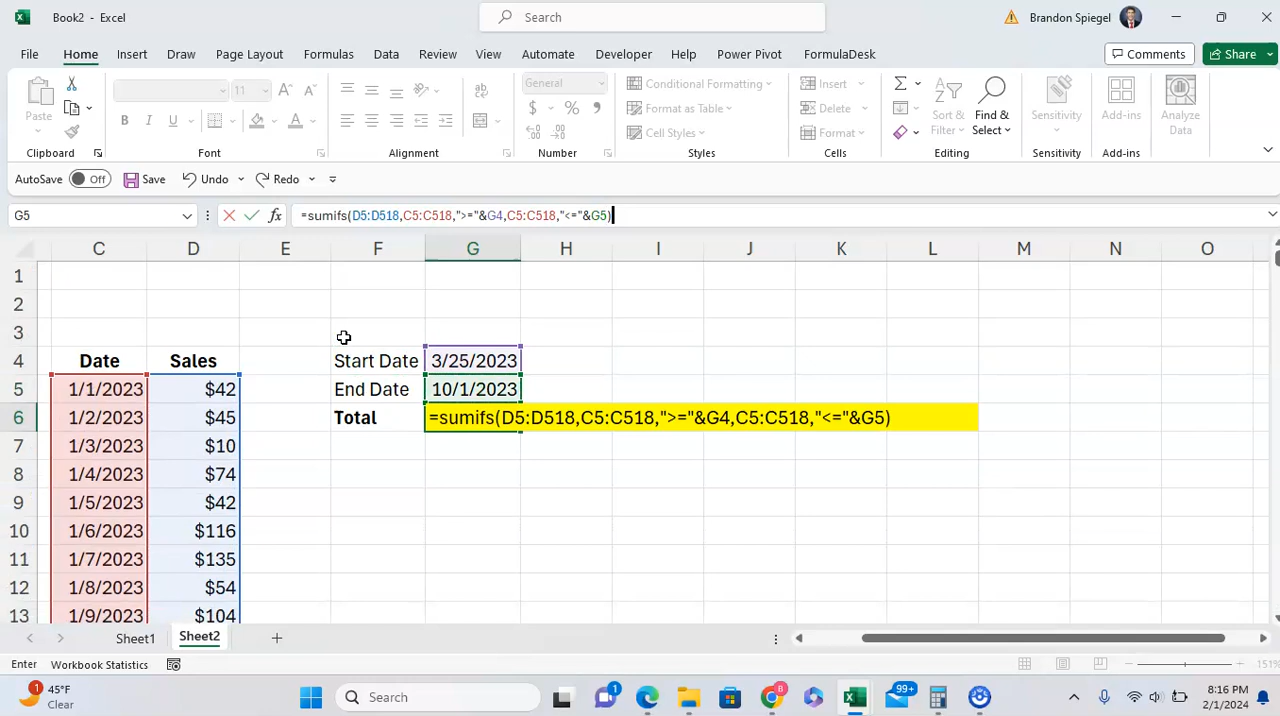 Book2 - Excel
Search
Brandon Spiegel
File Home Insert Draw Page Layout Formulas Data Review View Automate Developer Help Power Pivot FormulaDesk
Comments
Share
Paste
Clipboard
11
B I U A
Font
ab
Alignment
General
$ % 9
Number
Conditional Formatting
Format as Table
Cell Styles
Styles
Insert
Delete
Format
Cells
Sort & Filter
Find & Select
Editing
Sensitivity
Sensitivity
Add-ins
Add-ins
Analyze Data
AutoSave Off Save Undo Redo
G5 fx =sumifs(D5:D518,C5:C518,">="&G4,C5:C518,"<="&G5)
C D E F G H I J K L M N O
1
2
3
4 Date Sales Start Date 3/25/2023
5 1/1/2023 $42 End Date 10/1/2023
6 1/2/2023 $45 Total =sumifs(D5:D518,C5:C518,">="&G4,C5:C518,"<="&G5)
7 1/3/2023 $10
8 1/4/2023 $74
9 1/5/2023 $42
10 1/6/2023 $116
11 1/7/2023 $135
12 1/8/2023 $54
13 1/9/2023 $104
Sheet1 Sheet2
Enter Workbook Statistics 151%
1 45°F
Clear
Search
1
8
99+
8:16 PM
2/1/2024